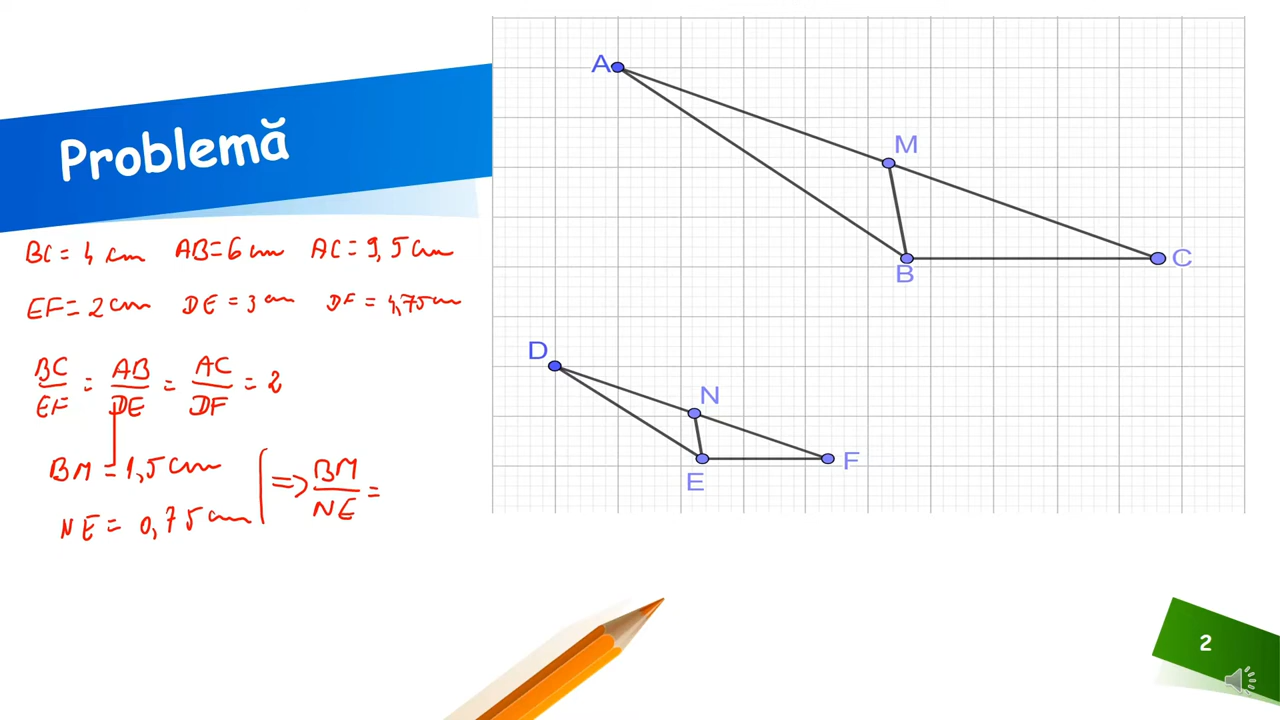 Problemă
BC = 4 cm AB = 6 cm AC = 9,5 cm
EF = 2 cm DE = 3 cm DF = 4,75 cm
BC/EF = AB/DE = AC/DF = 2
BM = 1,5 cm
NE = 0,75 cm
⟹ BM/NE =
A
M
B
C
D
N
E
F
2